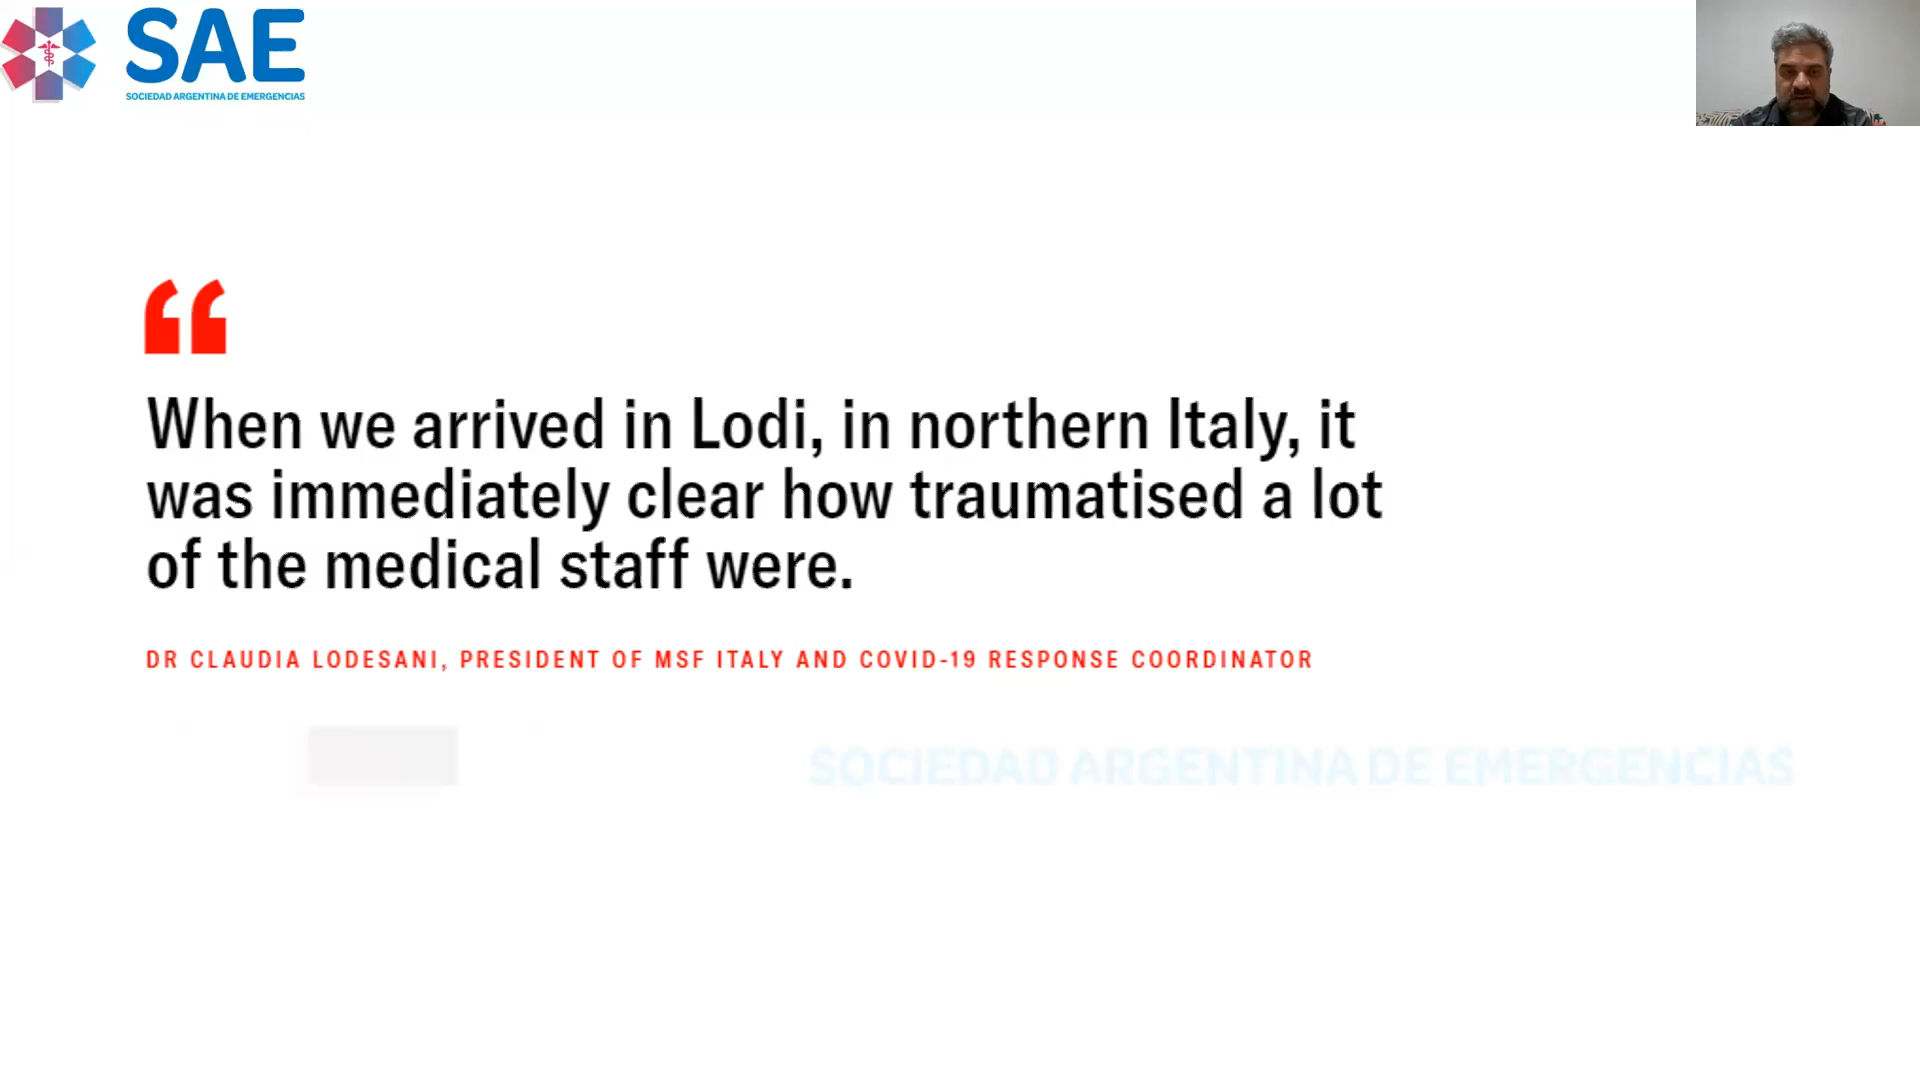 SAE
SOCIEDAD ARGENTINA DE EMERGENCIAS
“
When we arrived in Lodi, in northern Italy, it
was immediately clear how traumatised a lot
of the medical staff were.
DR CLAUDIA LODESANI, PRESIDENT OF MSF ITALY AND COVID-19 RESPONSE COORDINATOR
SOCIEDAD ARGENTINA DE EMERGENCIAS